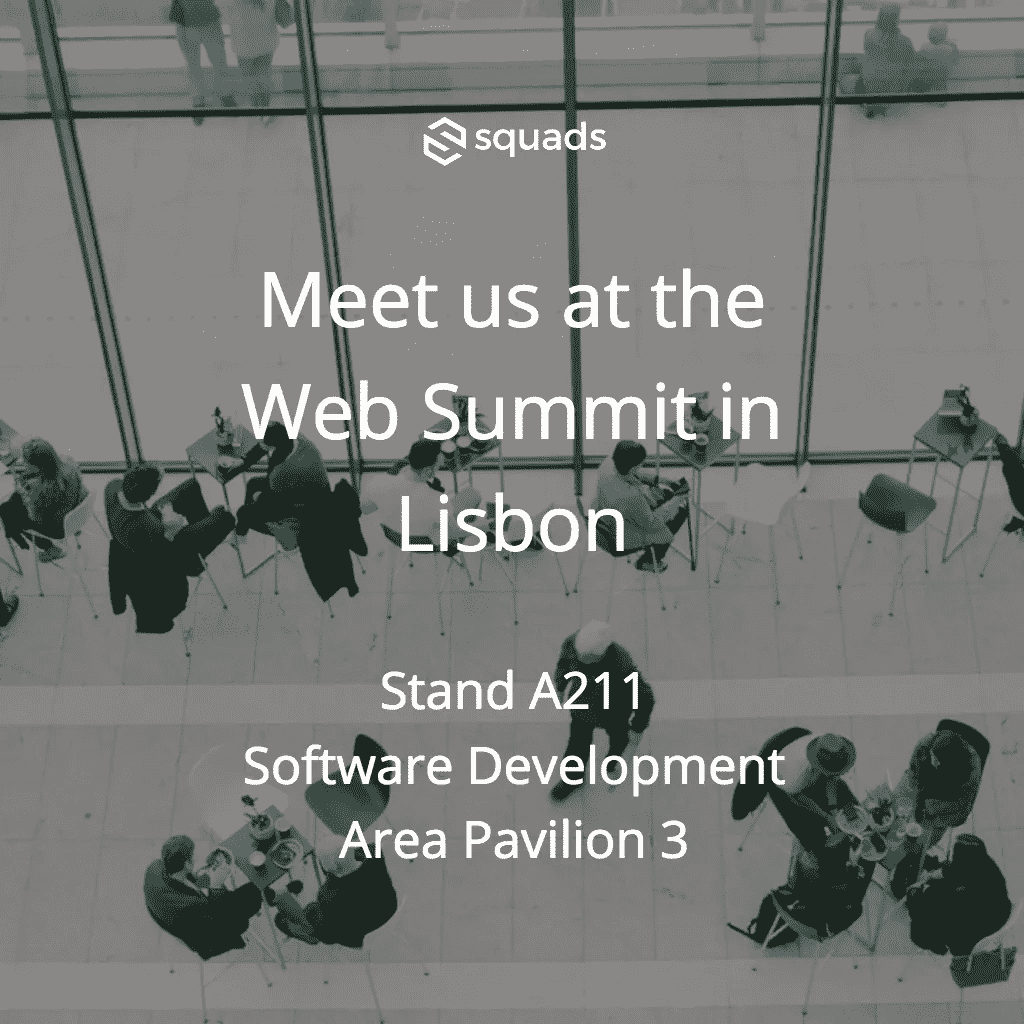 squads
Meet us at the
Web Summit in
Lisbon
Stand A211
Software Development
Area Pavilion 3